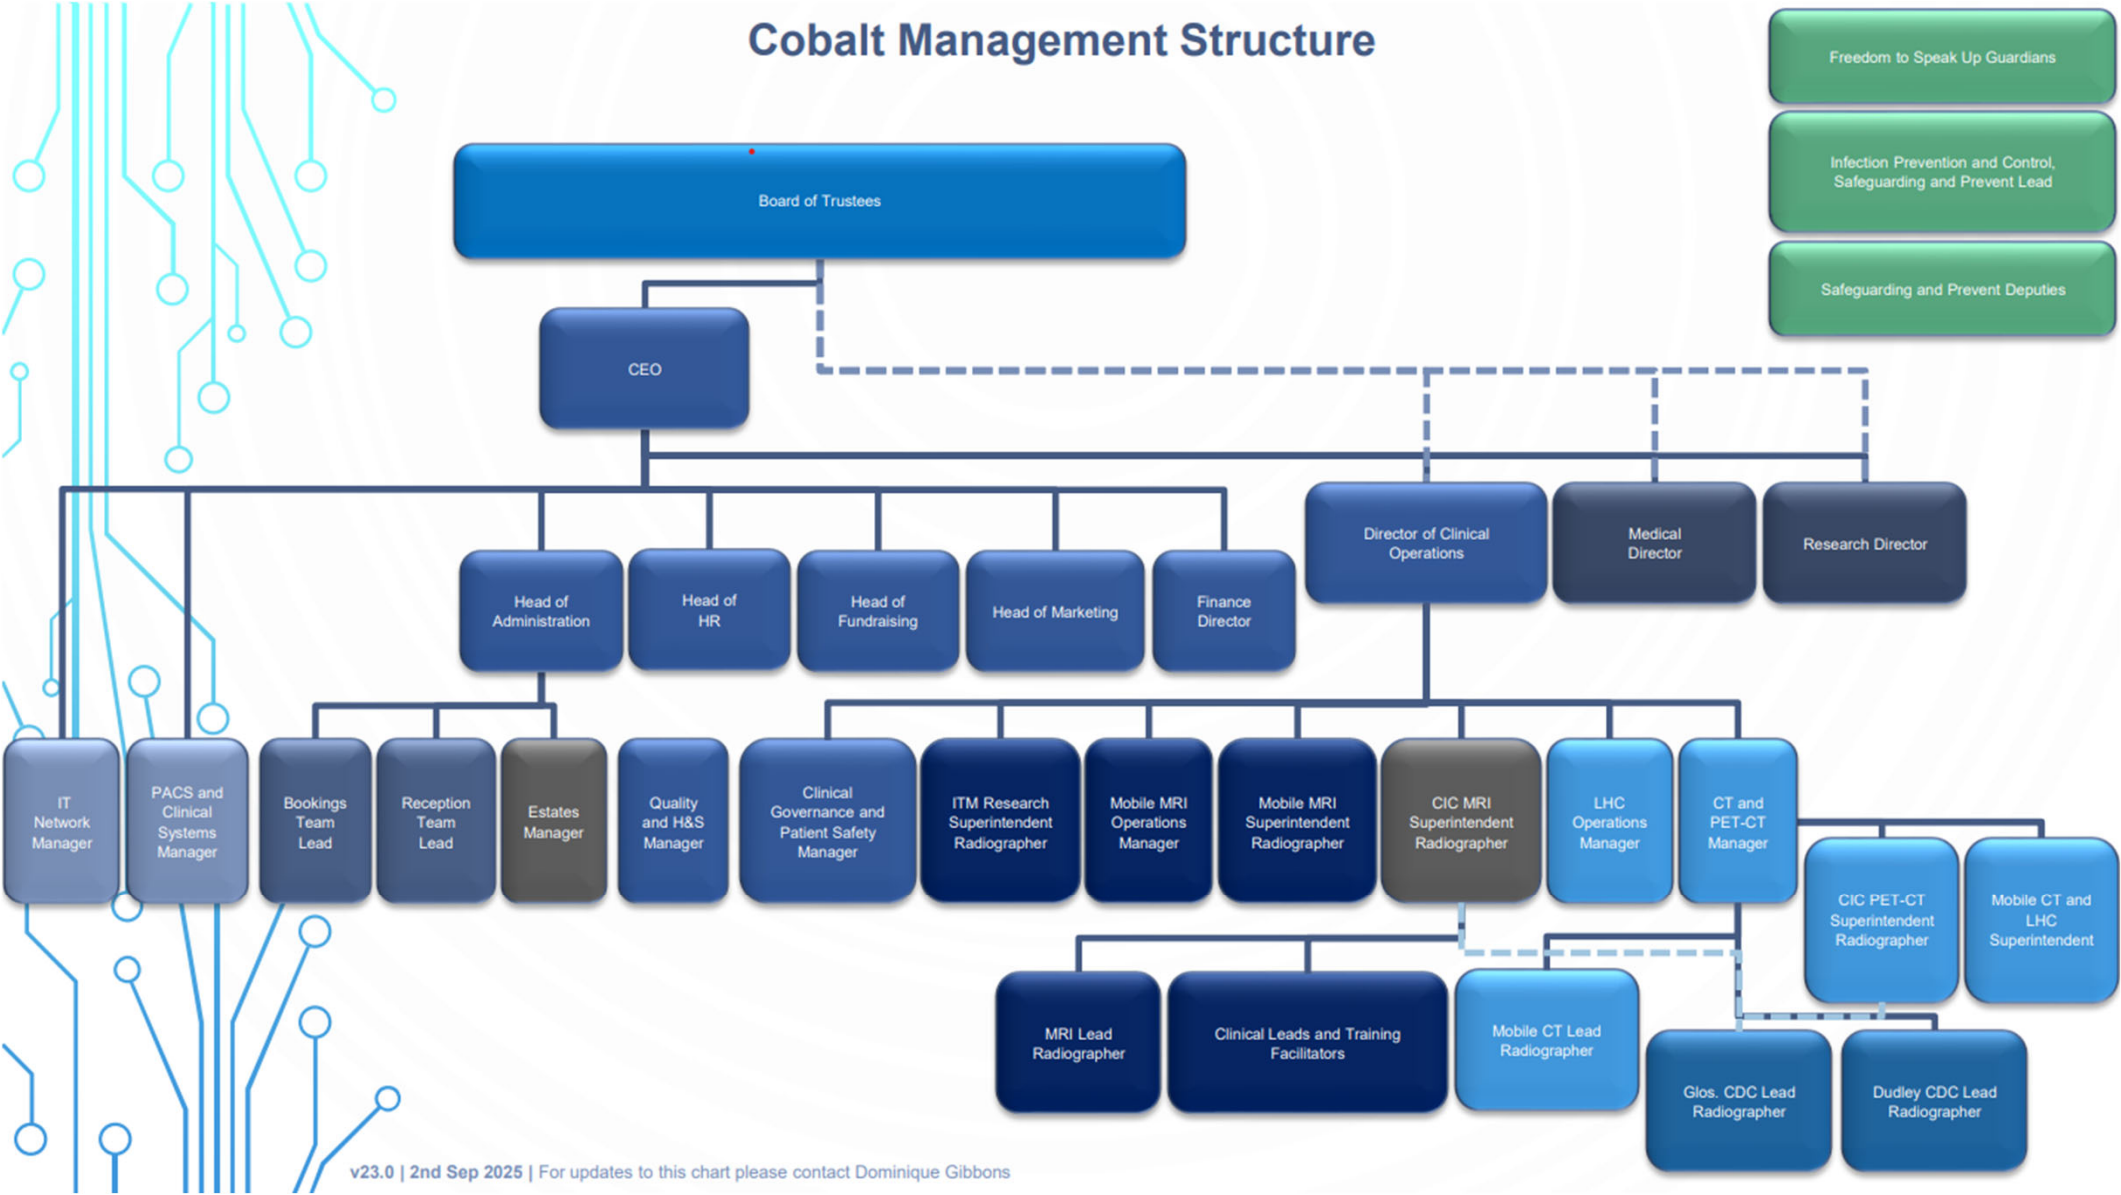 Cobalt Management Structure
Freedom to Speak Up Guardians
Infection Prevention and Control,
Safeguarding and Prevent Lead
Safeguarding and Prevent Deputies
Board of Trustees
CEO
Director of Clinical
Operations
Medical
Director
Research Director
Head of
Administration
Head of
HR
Head of
Fundraising
Head of Marketing
Finance
Director
IT
Network
Manager
PACS and
Clinical
Systems
Manager
Bookings
Team
Lead
Reception
Team
Lead
Estates
Manager
Quality
and H&S
Manager
Clinical
Governance and
Patient Safety
Manager
ITM Research
Superintendent
Radiographer
Mobile MRI
Operations
Manager
Mobile MRI
Superintendent
Radiographer
CIC MRI
Superintendent
Radiographer
LHC
Operations
Manager
CT and
PET-CT
Manager
CIC PET-CT
Superintendent
Radiographer
Mobile CT and
LHC
Superintendent
MRI Lead
Radiographer
Clinical Leads and Training
Facilitators
Mobile CT Lead
Radiographer
Glos. CDC Lead
Radiographer
Dudley CDC Lead
Radiographer
v23.0 | 2nd Sep 2025 | For updates to this chart please contact Dominique Gibbons